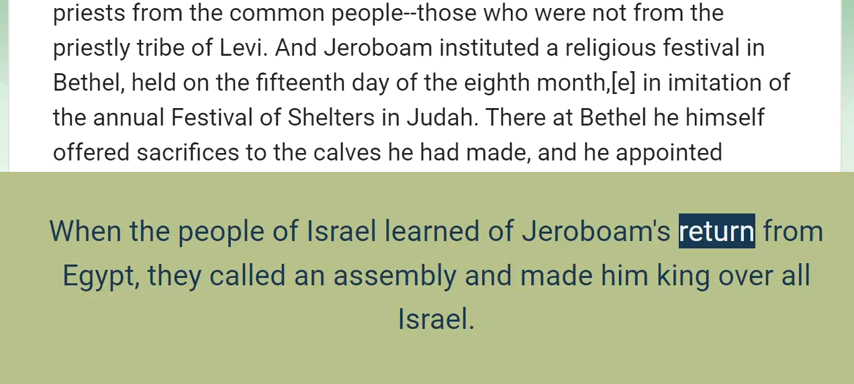 priests from the common people--those who were not from the
priestly tribe of Levi. And Jeroboam instituted a religious festival in
Bethel, held on the fifteenth day of the eighth month,[e] in imitation of
the annual Festival of Shelters in Judah. There at Bethel he himself
offered sacrifices to the calves he had made, and he appointed
When the people of Israel learned of Jeroboam's return from
Egypt, they called an assembly and made him king over all
Israel.